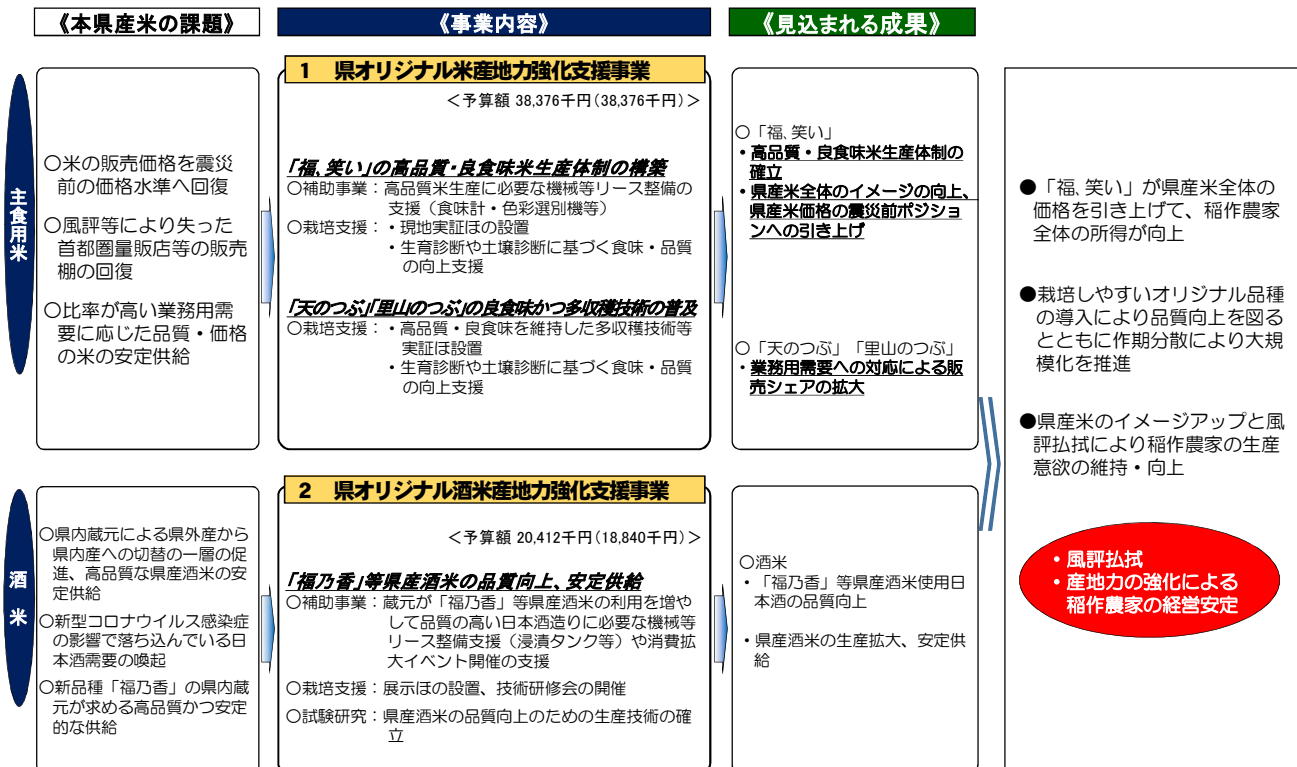 《本県産米の課題》
《事業内容》
《見込まれる成果》
主食用米
○米の販売価格を震災
前の価格水準へ回復
○風評等により失った
首都圏量販店等の販売
棚の回復
○比率が高い業務用需
要に応じた品質・価格
の米の安定供給
1 県オリジナル米産地力強化支援事業
＜予算額 38,376千円(38,376千円)＞
「福、笑い」の高品質・良食味米生産体制の構築
○補助事業：高品質米生産に必要な機械等リース整備の
支援（食味計・色彩選別機等）
○栽培支援：・現地実証ほの設置
・生育診断や土壌診断に基づく食味・品質
の向上支援
「天のつぶ」「里山のつぶ」の良食味かつ多収穫技術の普及
○栽培支援：・高品質・良食味を維持した多収穫技術等
実証ほ設置
・生育診断や土壌診断に基づく食味・品質
の向上支援
○「福、笑い」
・高品質・良食味米生産体制の
確立
・県産米全体のイメージの向上、
県産米価格の震災前ポジショ
ンへの引き上げ
○「天のつぶ」「里山のつぶ」
・業務用需要への対応による販
売シェアの拡大
酒米
○県内蔵元による県外産から
県内産への切替の一層の促
進、高品質な県産酒米の安
定供給
○新型コロナウイルス感染症
の影響で落ち込んでいる日
本酒需要の喚起
○新品種「福乃香」の県内蔵
元が求める高品質かつ安定
的な供給
2 県オリジナル酒米産地力強化支援事業
＜予算額 20,412千円(18,840千円)＞
「福乃香」等県産酒米の品質向上、安定供給
○補助事業：蔵元が「福乃香」等県産酒米の利用を増や
して品質の高い日本酒造りに必要な機械等
リース整備支援（浸漬タンク等）や消費拡
大イベント開催の支援
○栽培支援：展示ほの設置、技術研修会の開催
○試験研究：県産酒米の品質向上のための生産技術の確
立
○酒米
・「福乃香」等県産酒米使用日
本酒の品質向上
・県産酒米の生産拡大、安定供
給
●「福、笑い」が県産米全体の
価格を引き上げて、稲作農家
全体の所得が向上
●栽培しやすいオリジナル品種
の導入により品質向上を図る
とともに作期分散により大規
模化を推進
●県産米のイメージアップと風
評払拭により稲作農家の生産
意欲の維持・向上
・風評払拭
・産地力の強化による
稲作農家の経営安定